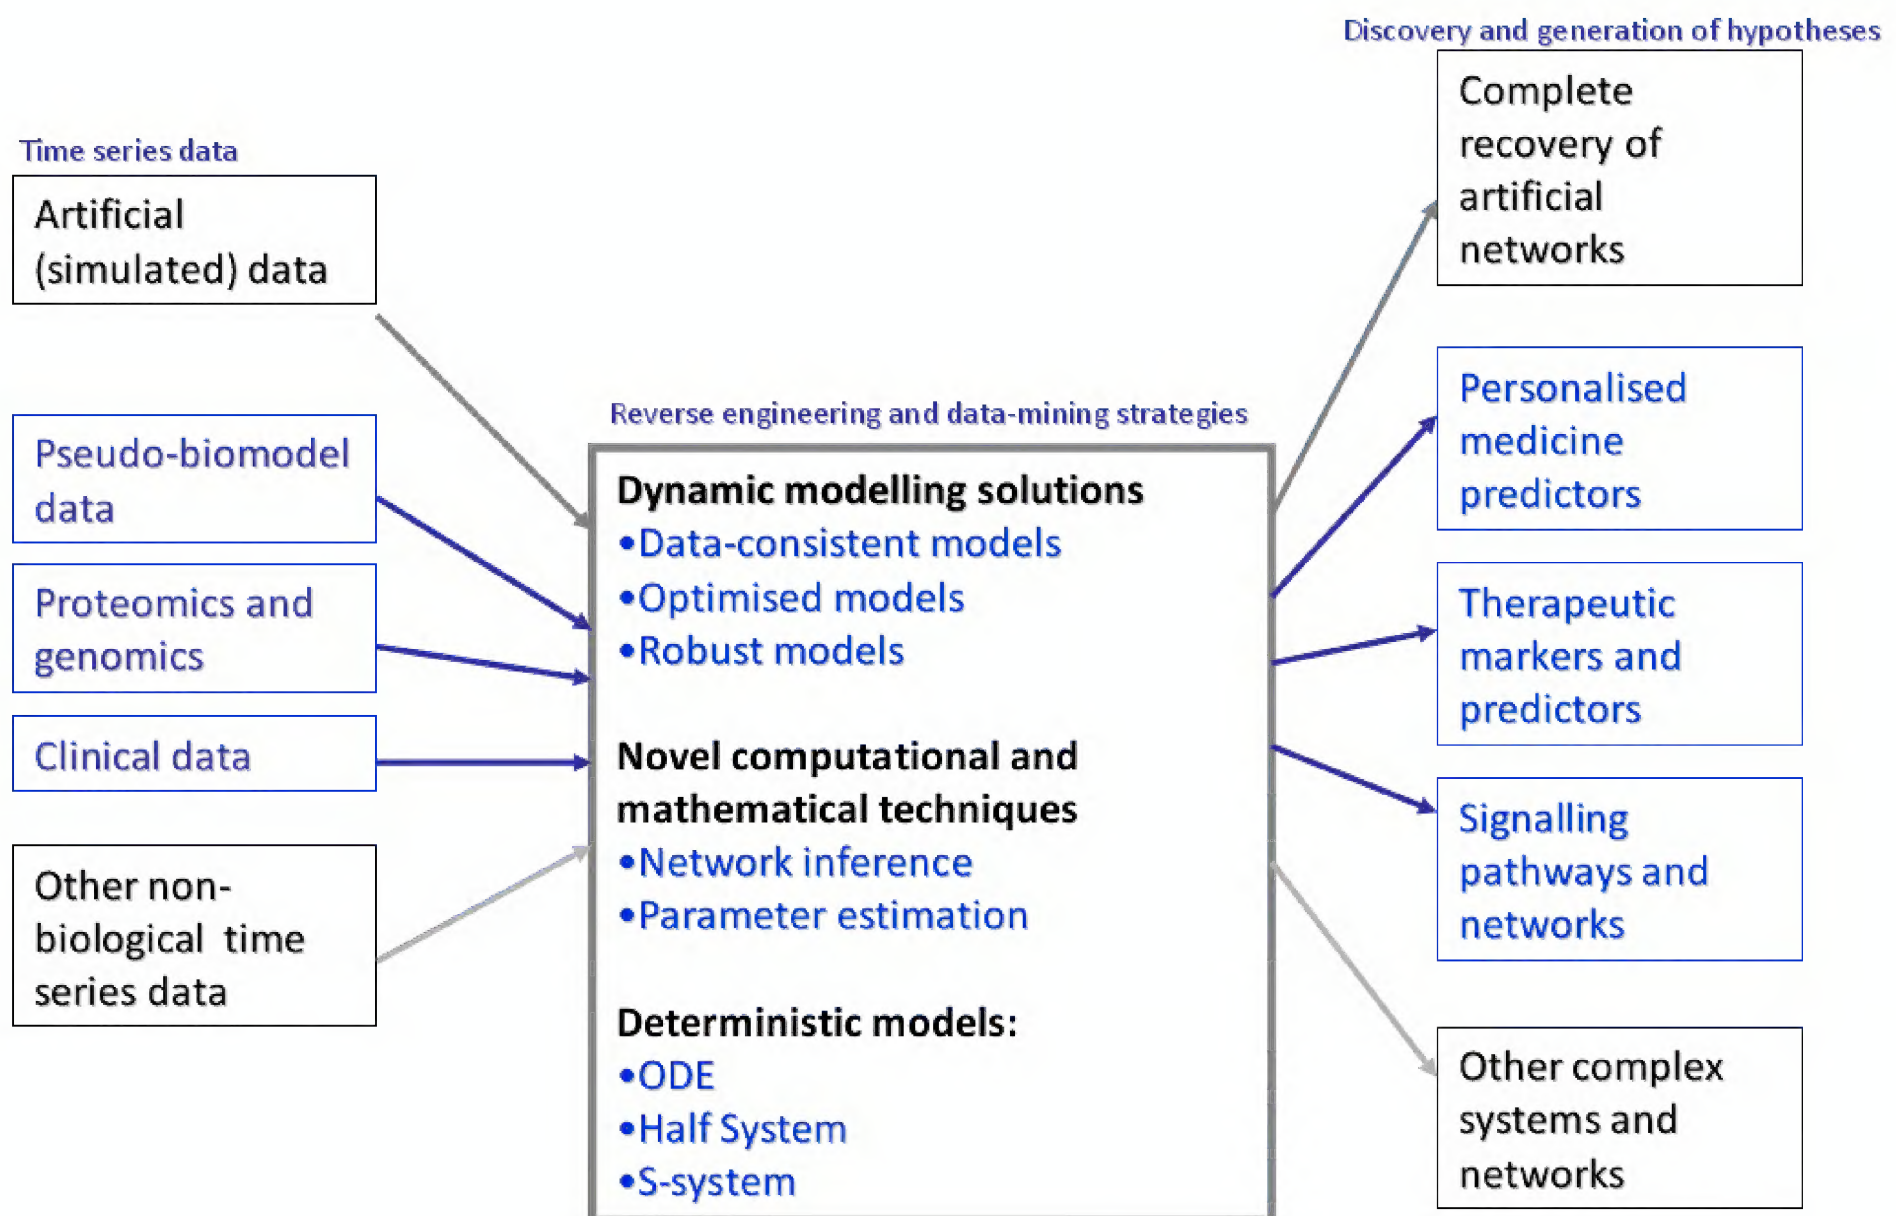 Time series data
Artificial
(simulated) data
Pseudo-biomodel
data
Proteomics and
genomics
Clinical data
Other non-
biological time
series data
Reverse engineering and data-mining strategies
Dynamic modelling solutions
•Data-consistent models
•Optimised models
•Robust models
Novel computational and
mathematical techniques
•Network inference
•Parameter estimation
Deterministic models:
•ODE
•Half System
•S-system
Discovery and generation of hypotheses
Complete
recovery of
artificial
networks
Personalised
medicine
predictors
Therapeutic
markers and
predictors
Signalling
pathways and
networks
Other complex
systems and
networks